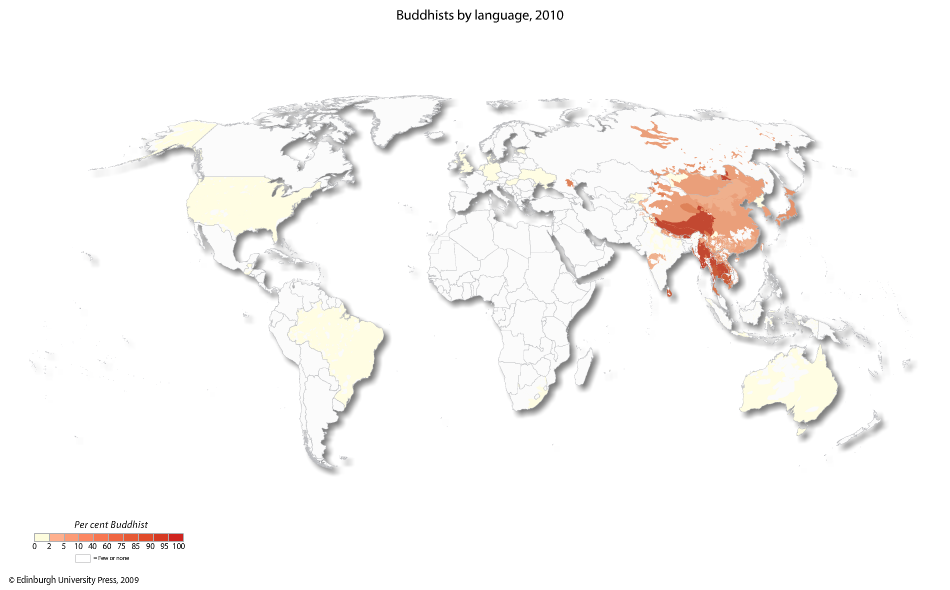 Buddhists by language, 2010
Per cent Buddhist
0 2 5 10 40 60 75 85 90 95 100
= Few or none
© Edinburgh University Press, 2009